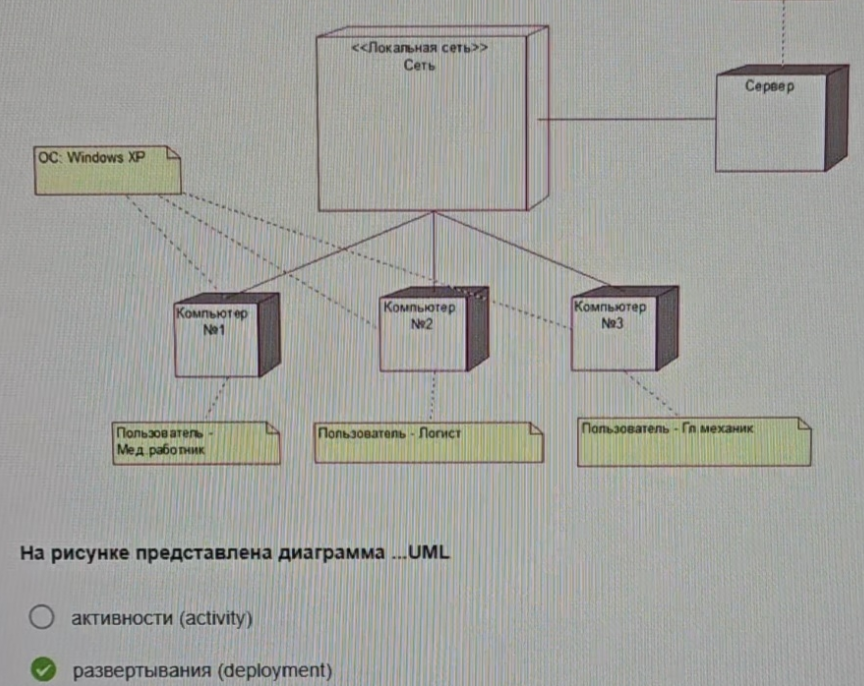 <<Локальная сеть>>
Сеть
Сервер
ОС: Windows XP
Компьютер
№1
Компьютер
№2
Компьютер
№3
Пользователь -
Мед.работник
Пользователь - Логист
Пользователь - Гл механик
На рисунке представлена диаграмма ...UML
активности (activity)
развертывания (deployment)